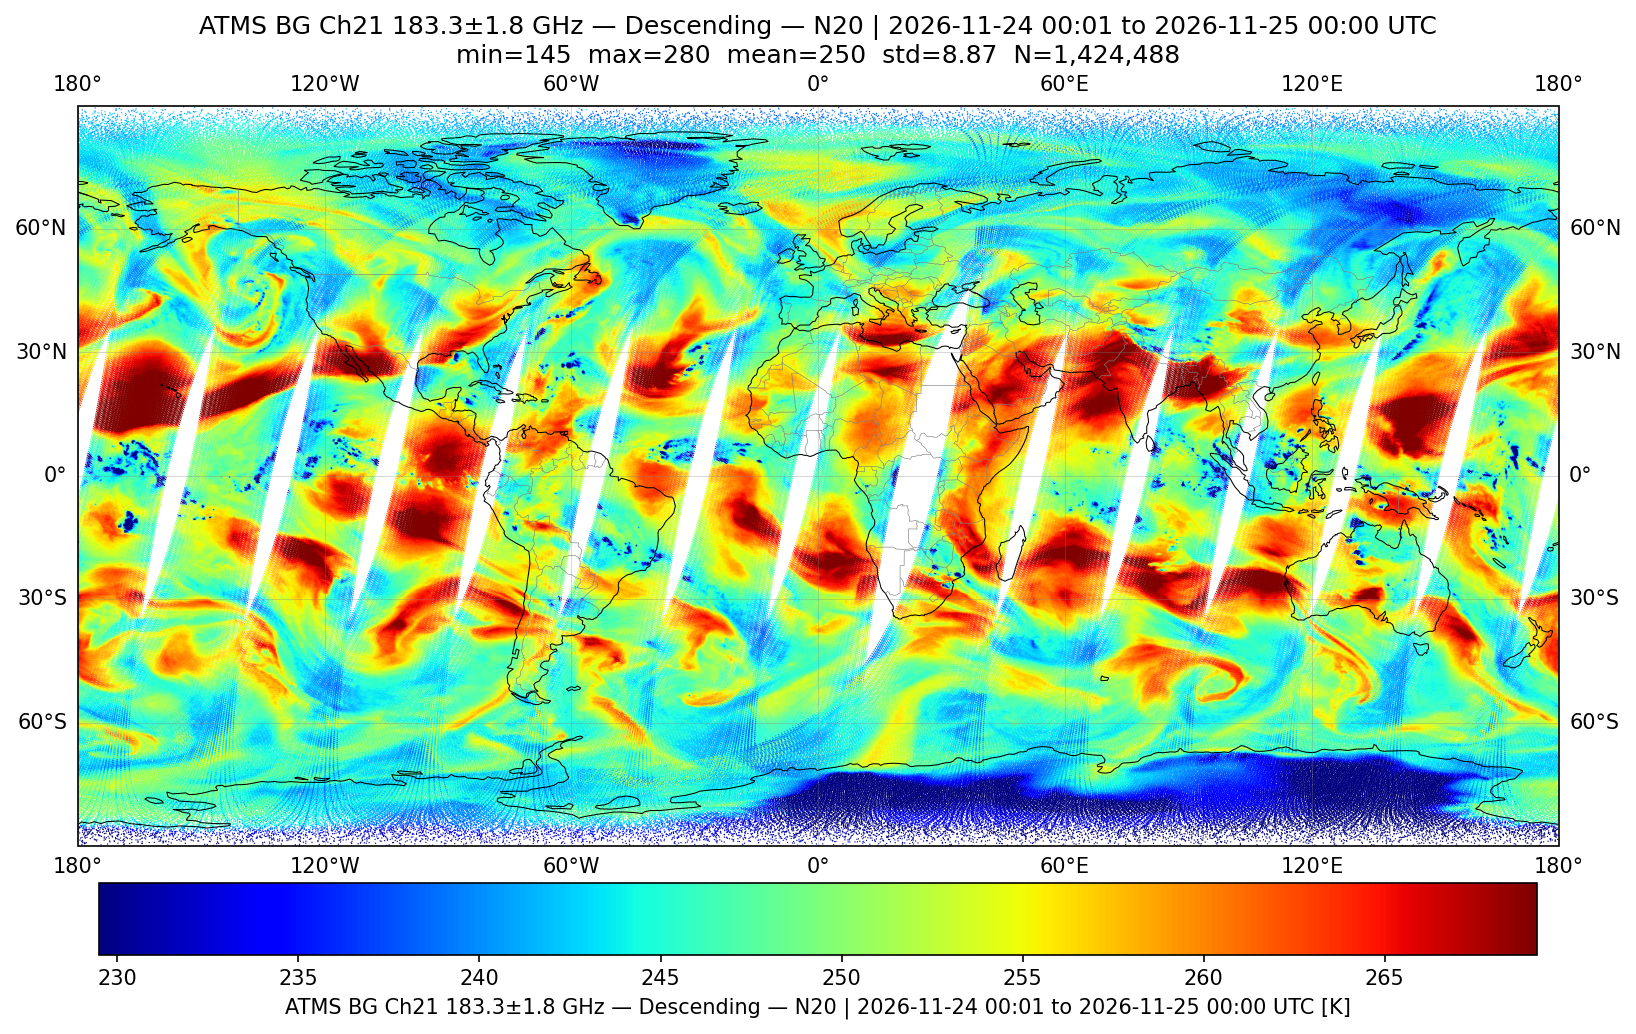 ATMS BG Ch21 183.3±1.8 GHz — Descending — N20 | 2026-11-24 00:01 to 2026-11-25 00:00 UTC
min=145 max=280 mean=250 std=8.87 N=1,424,488
180° 120°W 60°W 0° 60°E 120°E 180°
60°N 60°N
30°N 30°N
0° 0°
30°S 30°S
60°S 60°S
180° 120°W 60°W 0° 60°E 120°E 180°
230 235 240 245 250 255 260 265
ATMS BG Ch21 183.3±1.8 GHz — Descending — N20 | 2026-11-24 00:01 to 2026-11-25 00:00 UTC [K]